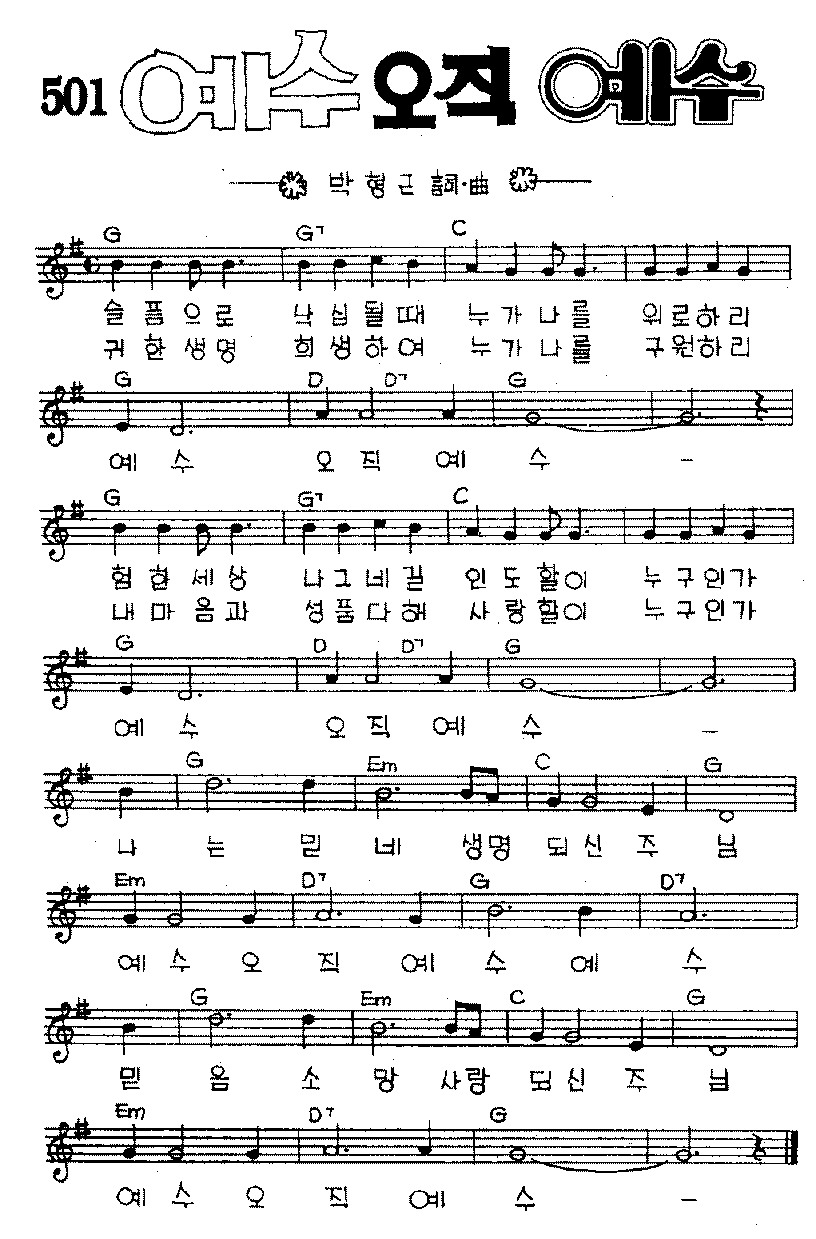 501 예수 오직 예수
박형근 詞·曲
G G7 C
슬픔으로 낙심될때 누가나를 위로하리
귀한생명 희생하여 누가나를 구원하리
G D D7 G
예수 오직 예수 -
G G7 C
험한세상 나그네길 인도할이 누구인가
내마음과 성품다해 사랑할이 누구인가
G D D7 G
예수 오직 예수 -
G Em C G
나는 믿네 생명되신 주님
Em D7 G D7
예수 오직 예수 예수
G Em C G
믿음 소망 사랑 되신 주님
Em D7 G
예수 오직 예수 -